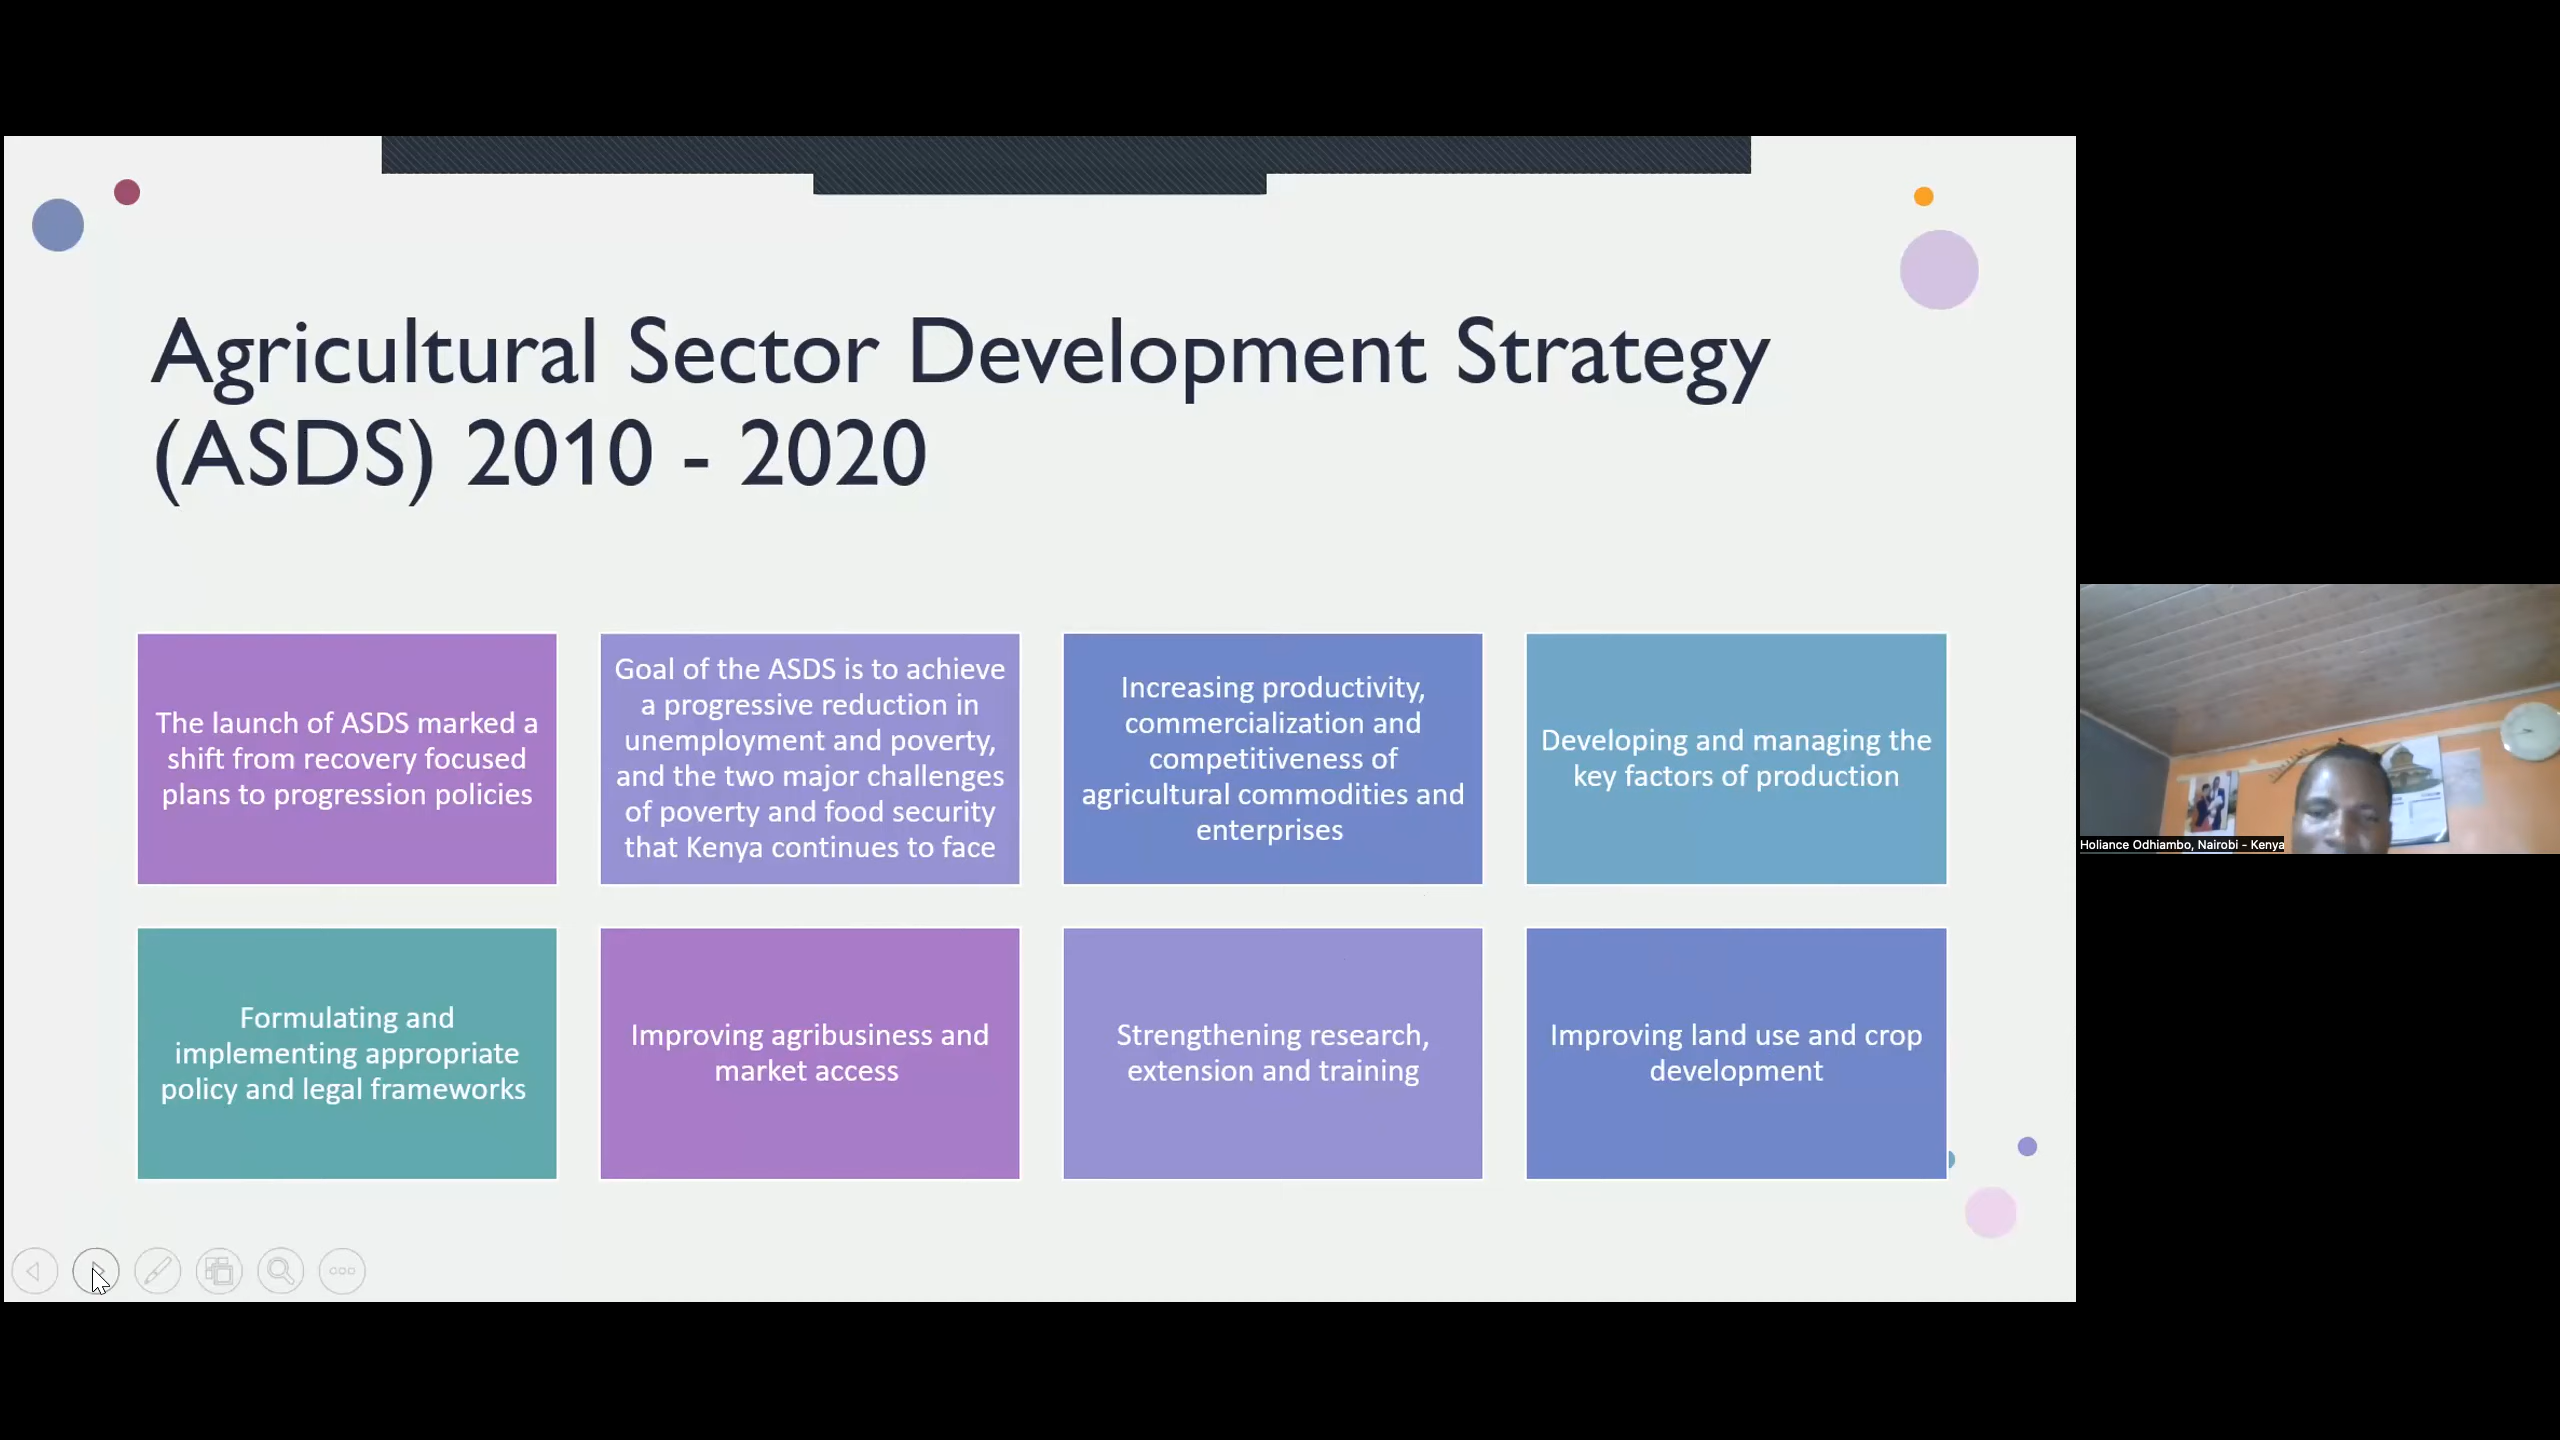 Agricultural Sector Development Strategy
(ASDS) 2010 - 2020
The launch of ASDS marked a
shift from recovery focused
plans to progression policies
Goal of the ASDS is to achieve
a progressive reduction in
unemployment and poverty,
and the two major challenges
of poverty and food security
that Kenya continues to face
Increasing productivity,
commercialization and
competitiveness of
agricultural commodities and
enterprises
Developing and managing the
key factors of production
Formulating and
implementing appropriate
policy and legal frameworks
Improving agribusiness and
market access
Strengthening research,
extension and training
Improving land use and crop
development
Holiance Odhiambo, Nairobi - Kenya